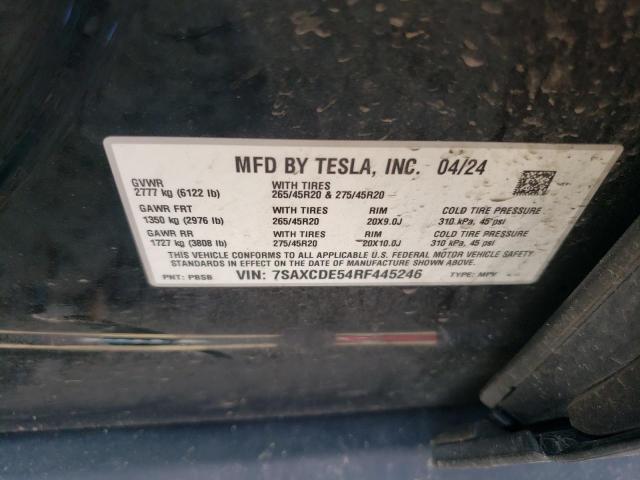 MFD BY TESLA, INC. 04/24
GVWR
2777 kg (6122 lb)
WITH TIRES
265/45R20 & 275/45R20
GAWR FRT
1350 kg (2976 lb)
WITH TIRES
265/45R20
RIM
20X9.0J
COLD TIRE PRESSURE
310 kPa, 45 psi
GAWR RR
1727 kg (3808 lb)
WITH TIRES
275/45R20
RIM
20X10.0J
COLD TIRE PRESSURE
310 kPa, 45 psi
THIS VEHICLE CONFORMS TO ALL APPLICABLE U.S. FEDERAL MOTOR VEHICLE SAFETY
STANDARDS IN EFFECT ON THE DATE OF MANUFACTURE SHOWN ABOVE.
PNT: PBSB VIN: 7SAXCDE54RF445246 TYPE: MPV